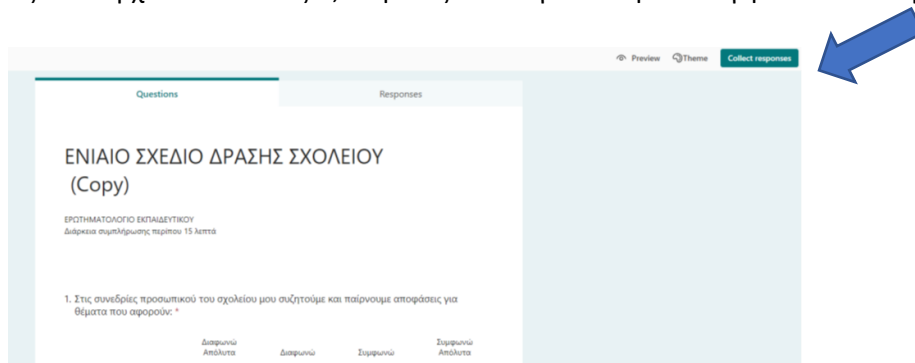 Preview Theme Collect responses
Questions Responses
ΕΝΙΑΙΟ ΣΧΕΔΙΟ ΔΡΑΣΗΣ ΣΧΟΛΕΙΟΥ
(Copy)
ΕΡΩΤΗΜΑΤΟΛΟΓΙΟ ΕΚΠΑΙΔΕΥΤΙΚΟΥ
Διάρκεια συμπλήρωσης περίπου 15 λεπτά
1. Στις συνεδρίες προσωπικού του σχολείου μου συζητούμε και παίρνουμε αποφάσεις για
θέματα που αφορούν: *
Διαφωνώ Απόλυτα
Διαφωνώ
Συμφωνώ
Συμφωνώ Απόλυτα